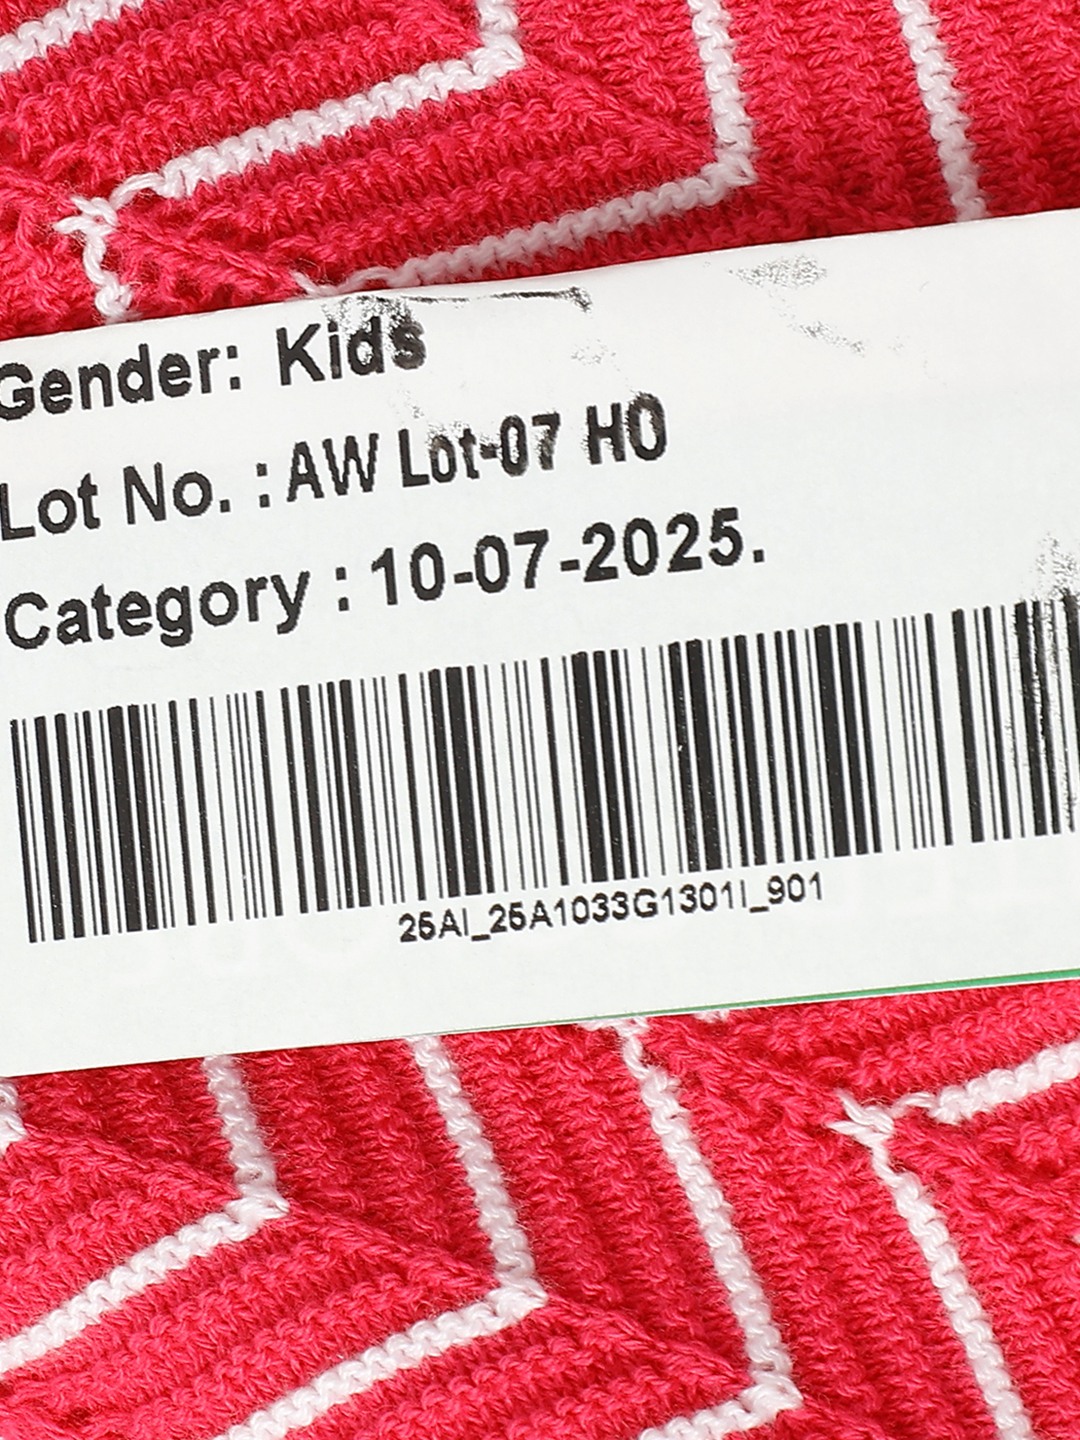 Gender: Kids
Lot No. : AW Lot-07 HO
Category : 10-07-2025.
25AI_25A1033G1301I_901